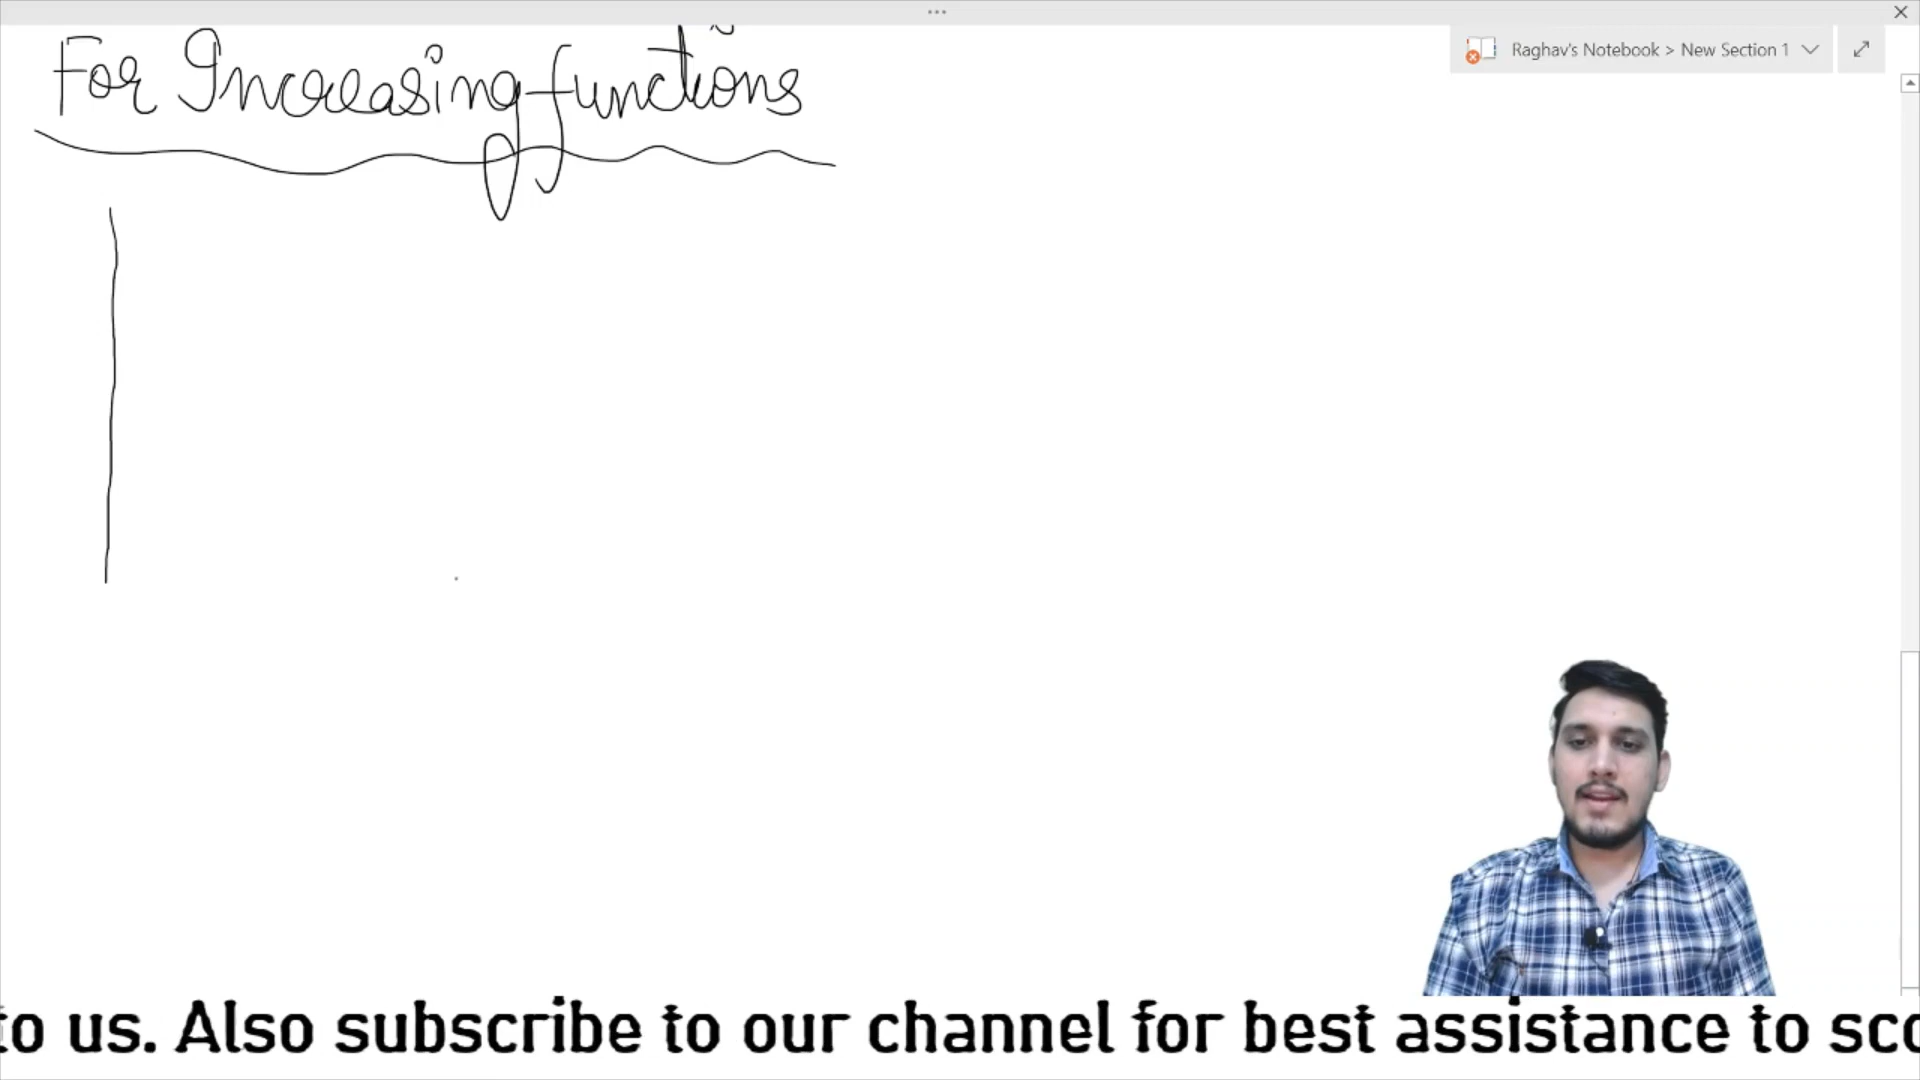 For Increasing functions
Raghav's Notebook > New Section 1
to us. Also subscribe to our channel for best assistance to sco